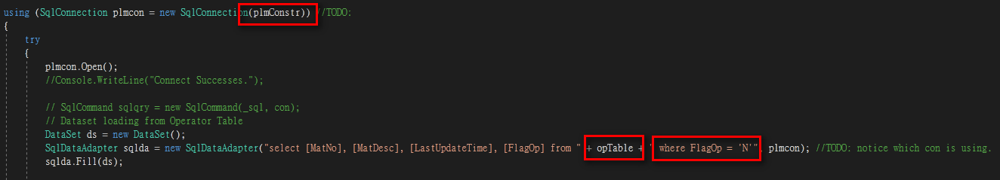 using (SqlConnection plmcon = new SqlConnection(plmConstr)) //TODO:
{
try
{
plmcon.Open();
//Console.WriteLine("Connect Successes.");
// SqlCommand sqlqry = new SqlCommand(_sql, con);
// Dataset loading from Operator Table
DataSet ds = new DataSet();
SqlDataAdapter sqlda = new SqlDataAdapter("select [MatNo], [MatDesc], [LastUpdateTime], [FlagOp] from " + opTable + " where FlagOp = 'N'", plmcon); //TODO: notice which con is using.
sqlda.Fill(ds);